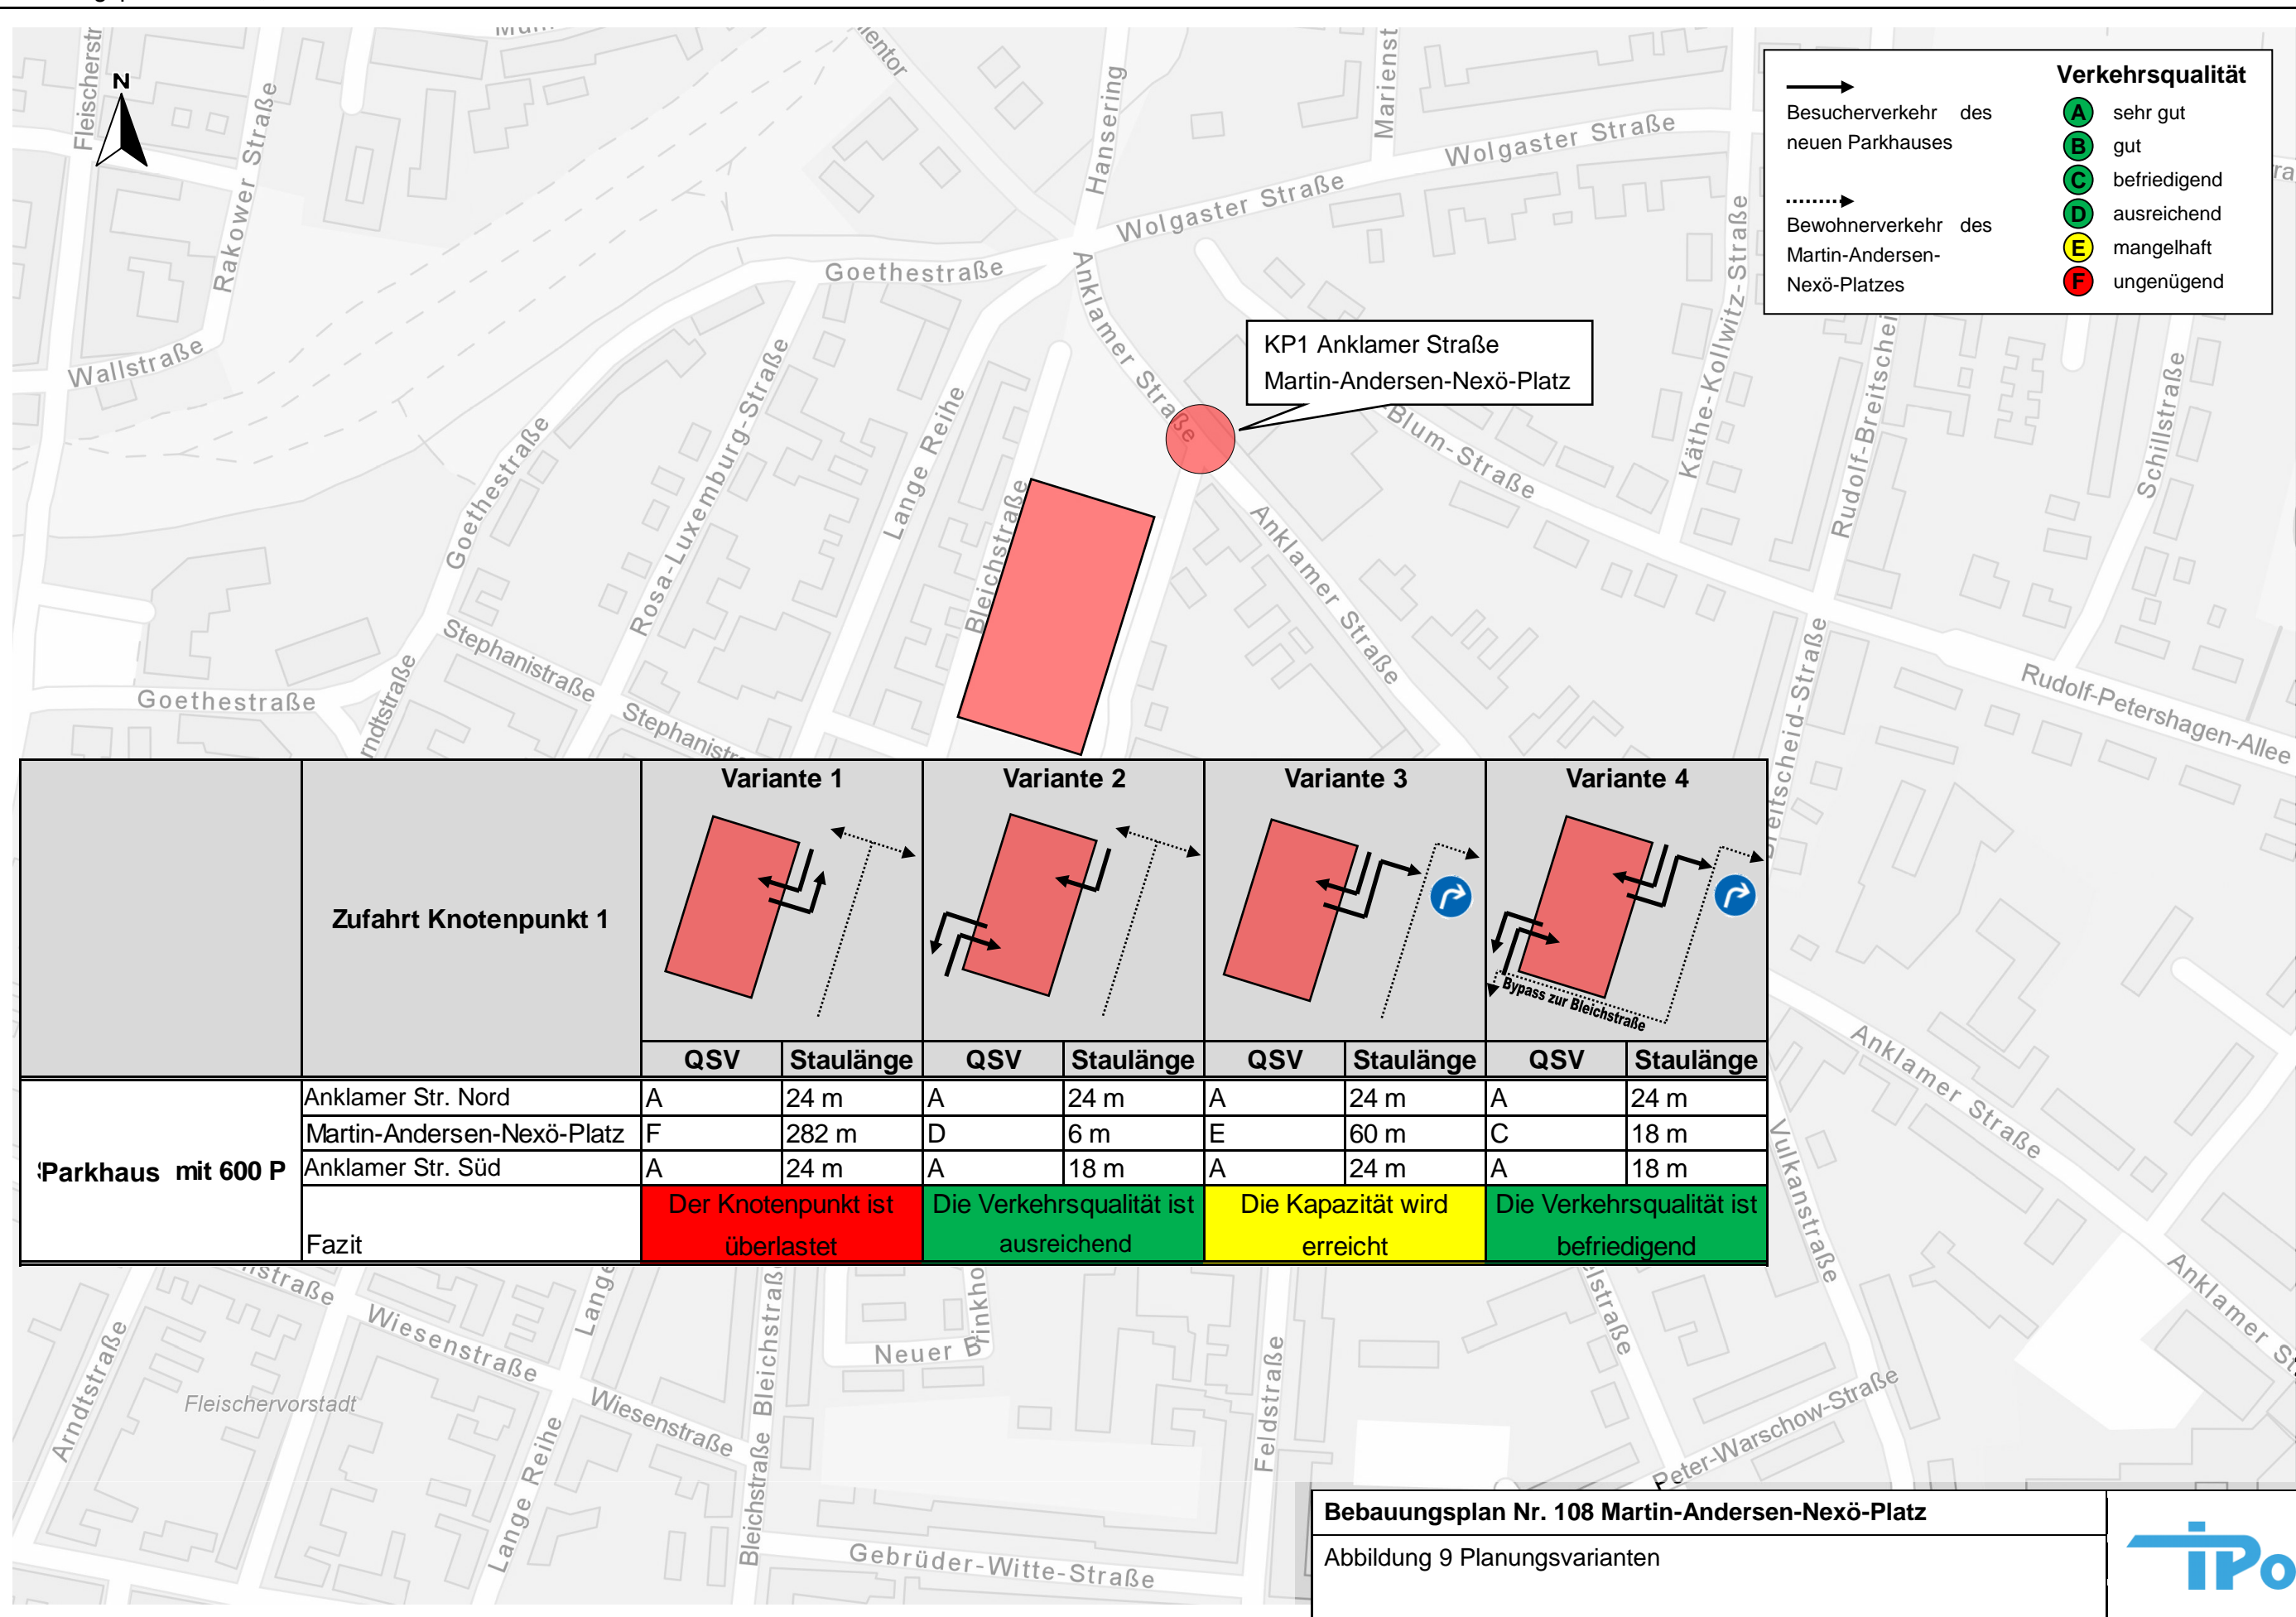 N
Fleischerstr
Rakower Straße
Wallstraße
Goethestraße
Hansering
Marienst
Wolgaster Straße
Wolgaster Straße
Goethestraße
Anklamer Straße
Rosa-Luxemburg-Straße
Lange Reihe
Bleichstraße
Blum-Straße
Käthe-Kollwitz-Straße
Schillstraße
Anklamer Straße
Stephanistraße
Goethestraße
Rudolf-Petershagen-Allee
Besucherverkehr des
neuen Parkhauses
Bewohnerverkehr des
Martin-Andersen-
Nexö-Platzes
Verkehrsqualität
A sehr gut
B gut
C befriedigend
D ausreichend
E mangelhaft
F ungenügend
KP1 Anklamer Straße
Martin-Andersen-Nexö-Platz
Zufahrt Knotenpunkt 1
Variante 1 Variante 2 Variante 3 Variante 4
Bypass zur Bleichstraße
QSV Staulänge QSV Staulänge QSV Staulänge QSV Staulänge
Parkhaus mit 600 P
Anklamer Str. Nord A 24 m A 24 m A 24 m A 24 m
Martin-Andersen-Nexö-Platz F 282 m D 6 m E 60 m C 18 m
Anklamer Str. Süd A 24 m A 18 m A 24 m A 18 m
Fazit
Der Knotenpunkt ist
überlastet
Die Verkehrsqualität ist
ausreichend
Die Kapazität wird
erreicht
Die Verkehrsqualität ist
befriedigend
Anklamer Straße
Vulkanstraße
Wiesenstraße
Wiesenstraße
Arndtstraße
Fleischervorstadt
Lange Reihe
Bleichstraße
Bleichstraße
Neuer
Feldstraße
Peter-Warschow-Straße
Gebrüder-Witte-Straße
Bebauungsplan Nr. 108 Martin-Andersen-Nexö-Platz
Abbildung 9 Planungsvarianten